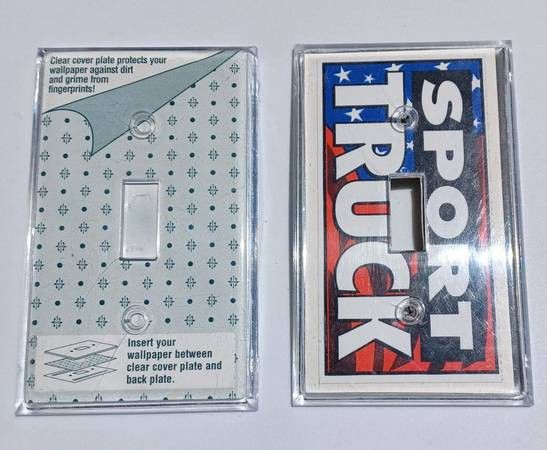 Clear cover plate protects your
wallpaper against dirt
and grime from
fingerprints!
Insert your
wallpaper between
clear cover plate and
back plate.
SPORT
TRUCK